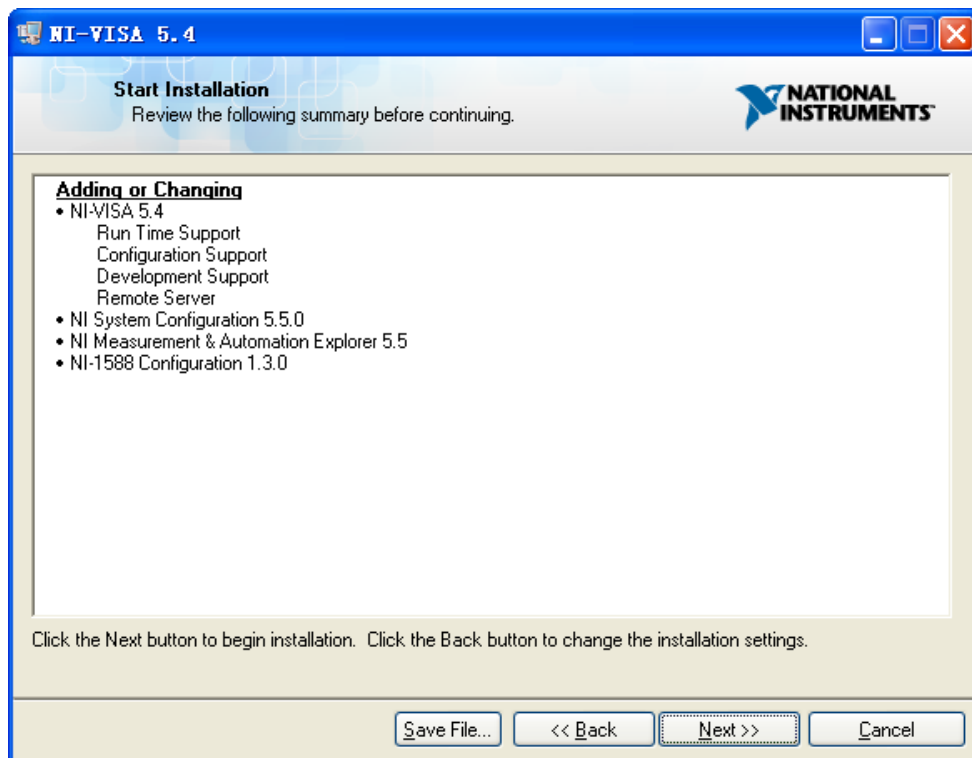 NI-VISA 5.4
Start Installation
Review the following summary before continuing.
NATIONAL
INSTRUMENTS™
Adding or Changing
• NI-VISA 5.4
Run Time Support
Configuration Support
Development Support
Remote Server
• NI System Configuration 5.5.0
• NI Measurement & Automation Explorer 5.5
• NI-1588 Configuration 1.3.0
Click the Next button to begin installation.  Click the Back button to change the installation settings.
Save File...
<< Back
Next >>
Cancel